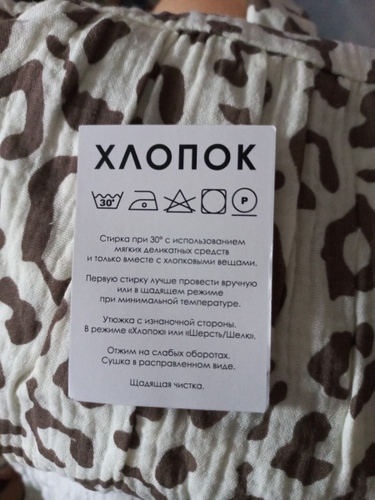 ХЛОПОК
30°
P
Стирка при 30° с использованием
мягких деликатных средств
и только вместе с хлопковыми вещами.
Первую стирку лучше провести вручную
или в щадящем режиме
при минимальной температуре.
Утюжка с изнаночной стороны.
В режиме «Хлопок» или «Шерсть/Шелк».
Отжим на слабых оборотах.
Сушка в расправленном виде.
Щадящая чистка.